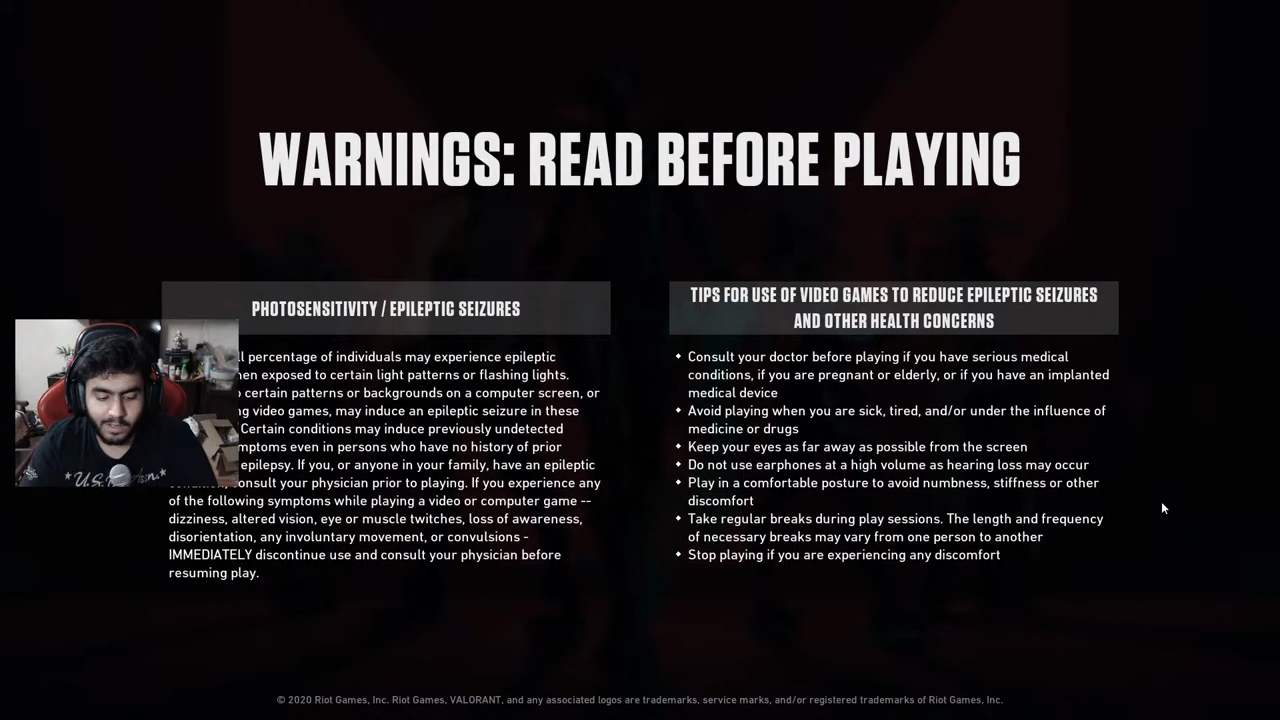 WARNINGS: READ BEFORE PLAYING
PHOTOSENSITIVITY / EPILEPTIC SEIZURES
percentage of individuals may experience epileptic
when exposed to certain light patterns or flashing lights.
certain patterns or backgrounds on a computer screen, or
video games, may induce an epileptic seizure in these
Certain conditions may induce previously undetected
symptoms even in persons who have no history of prior
epilepsy. If you, or anyone in your family, have an epileptic
consult your physician prior to playing. If you experience any
of the following symptoms while playing a video or computer game --
dizziness, altered vision, eye or muscle twitches, loss of awareness,
disorientation, any involuntary movement, or convulsions -
IMMEDIATELY discontinue use and consult your physician before
resuming play.
TIPS FOR USE OF VIDEO GAMES TO REDUCE EPILEPTIC SEIZURES
AND OTHER HEALTH CONCERNS
Consult your doctor before playing if you have serious medical
conditions, if you are pregnant or elderly, or if you have an implanted
medical device
Avoid playing when you are sick, tired, and/or under the influence of
medicine or drugs
Keep your eyes as far away as possible from the screen
Do not use earphones at a high volume as hearing loss may occur
Play in a comfortable posture to avoid numbness, stiffness or other
discomfort
Take regular breaks during play sessions. The length and frequency
of necessary breaks may vary from one person to another
Stop playing if you are experiencing any discomfort
© 2020 Riot Games, Inc. Riot Games, VALORANT, and any associated logos are trademarks, service marks, and/or registered trademarks of Riot Games, Inc.